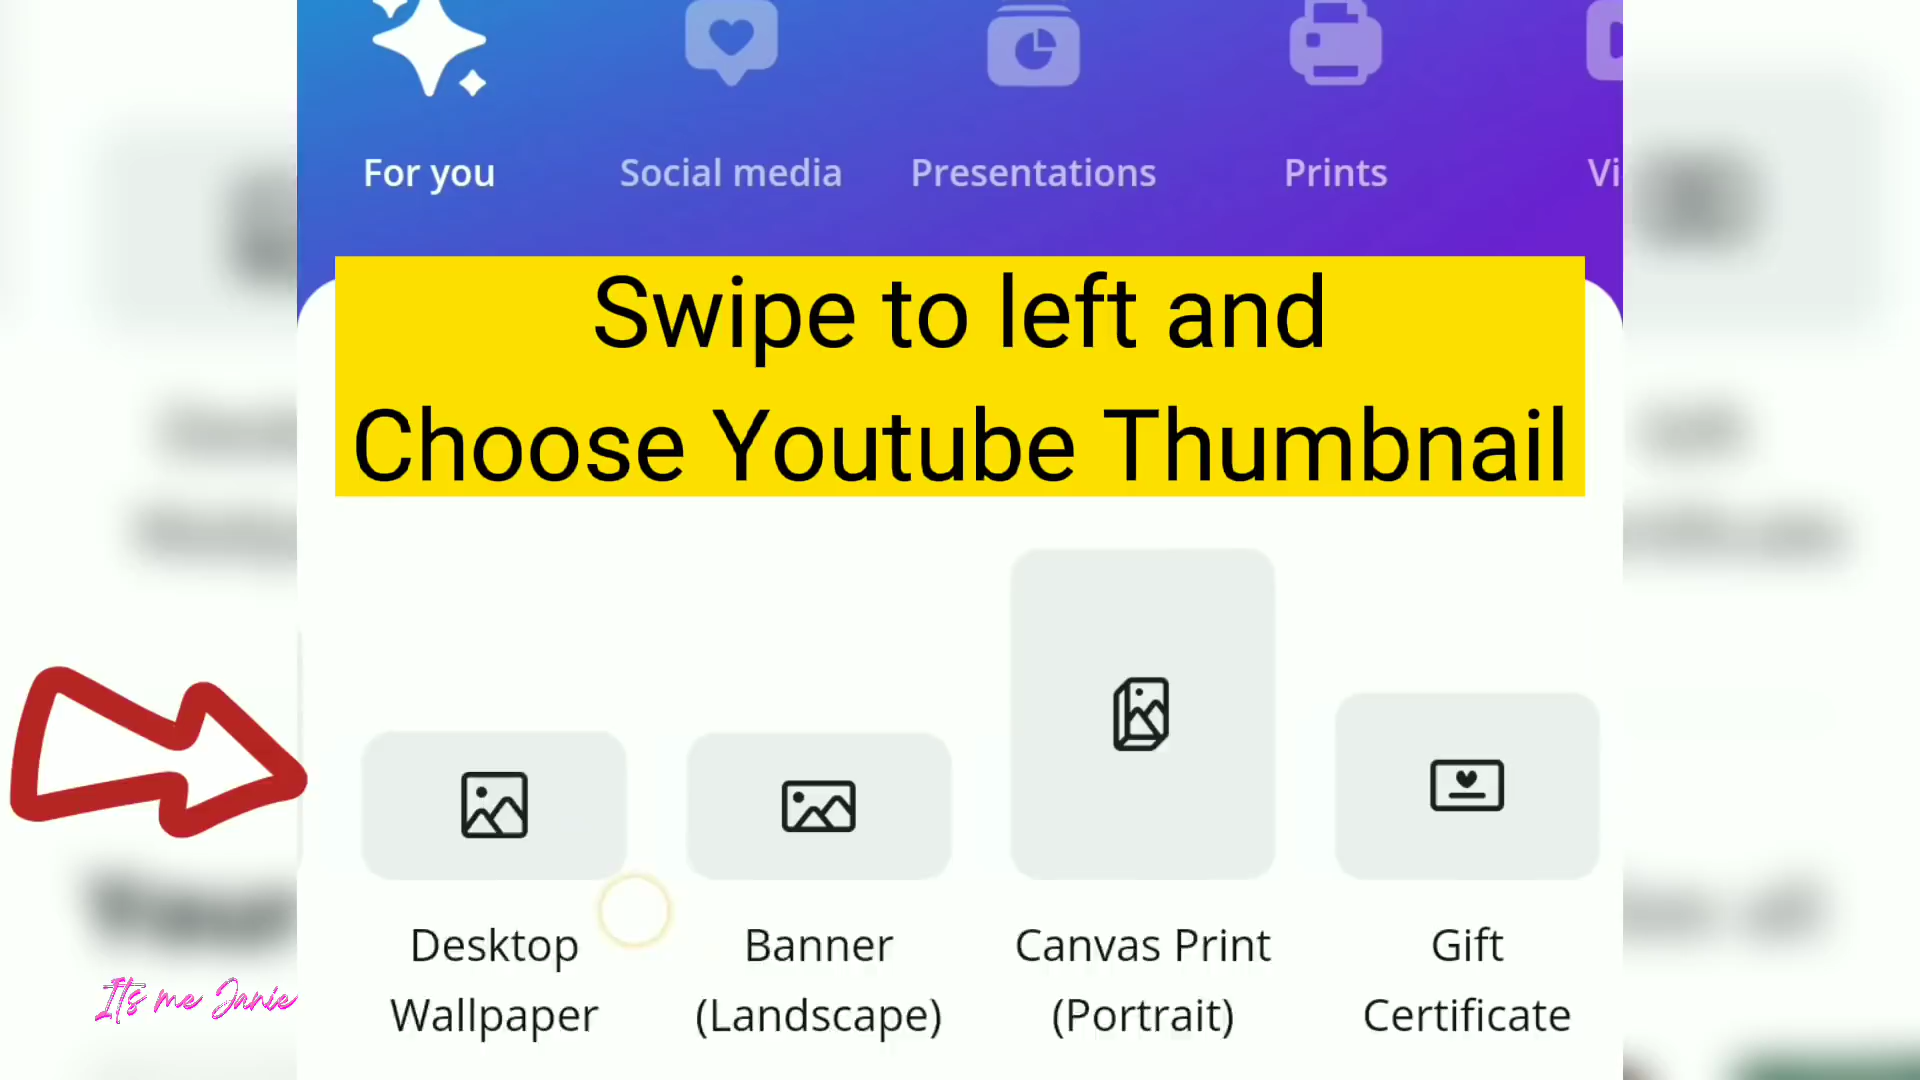 For you
Social media
Presentations
Prints
Vi
Swipe to left and
Choose Youtube Thumbnail
Desktop
Wallpaper
Banner
(Landscape)
Canvas Print
(Portrait)
Gift
Certificate
Your
It's me Janie